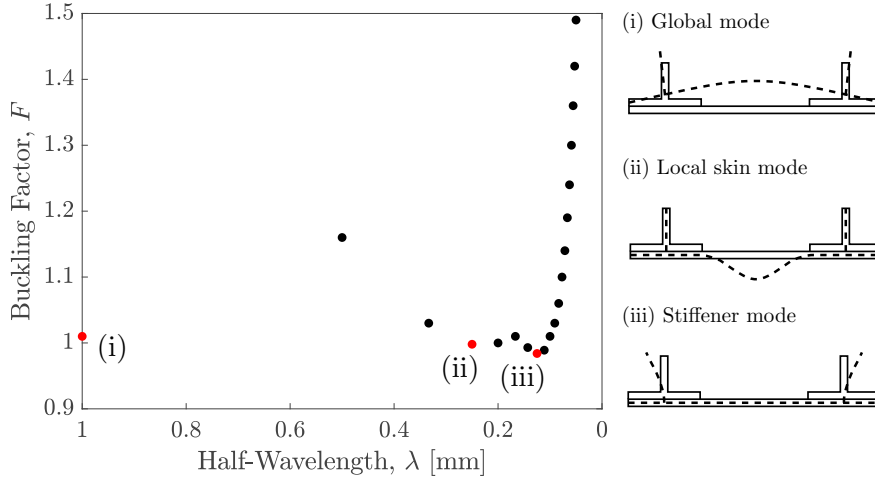 1.5
1.4
1.3
1.2
1.1
1
0.9
Buckling Factor, F
1
0.8
0.6
0.4
0.2
0
Half-Wavelength, λ [mm]
(i)
(ii)
(iii)
(i) Global mode
(ii) Local skin mode
(iii) Stiffener mode